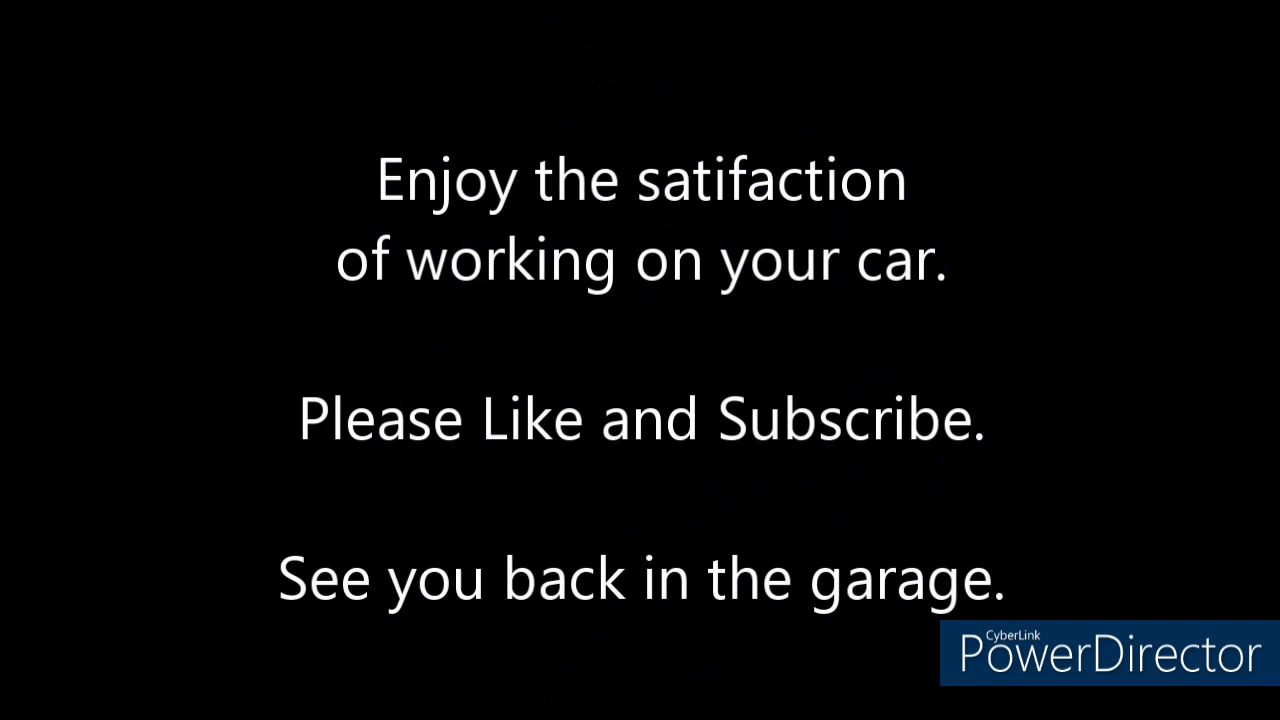 Enjoy the satifaction
of working on your car.
Please Like and Subscribe.
See you back in the garage.
CyberLink
PowerDirector